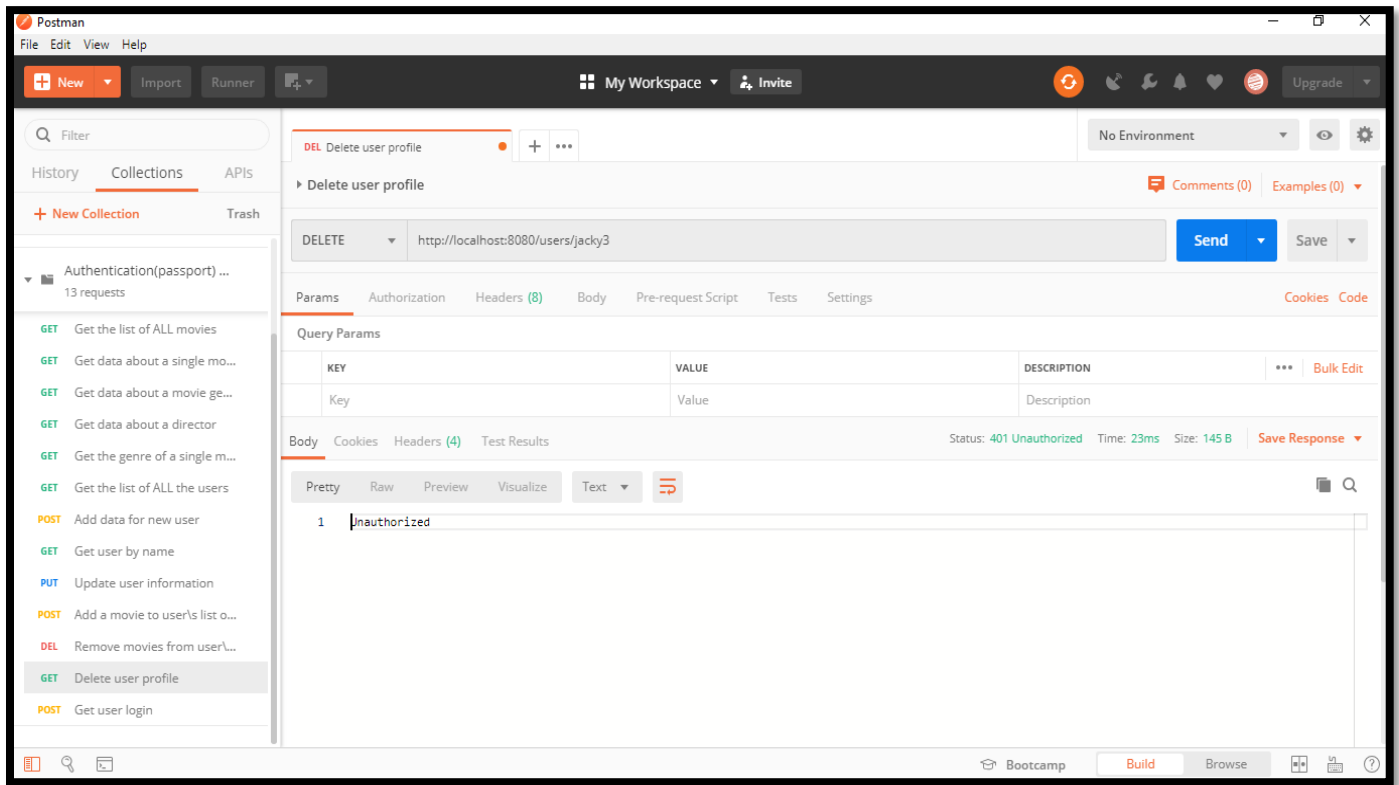 Postman
File Edit View Help
New Import Runner My Workspace Invite Upgrade
Filter
History Collections APIs
+ New Collection Trash
Authentication(passport) ...
13 requests
GET Get the list of ALL movies
GET Get data about a single mo...
GET Get data about a movie ge...
GET Get data about a director
GET Get the genre of a single m...
GET Get the list of ALL the users
POST Add data for new user
GET Get user by name
PUT Update user information
POST Add a movie to user\s list o...
DEL Remove movies from user\...
GET Delete user profile
POST Get user login
DEL Delete user profile
No Environment
Delete user profile Comments (0) Examples (0)
DELETE http://localhost:8080/users/jacky3 Send Save
Params Authorization Headers (8) Body Pre-request Script Tests Settings Cookies Code
Query Params
KEY VALUE DESCRIPTION Bulk Edit
Key Value Description
Body Cookies Headers (4) Test Results Status: 401 Unauthorized Time: 23ms Size: 145 B Save Response
Pretty Raw Preview Visualize Text
1 Unauthorized
Bootcamp Build Browse